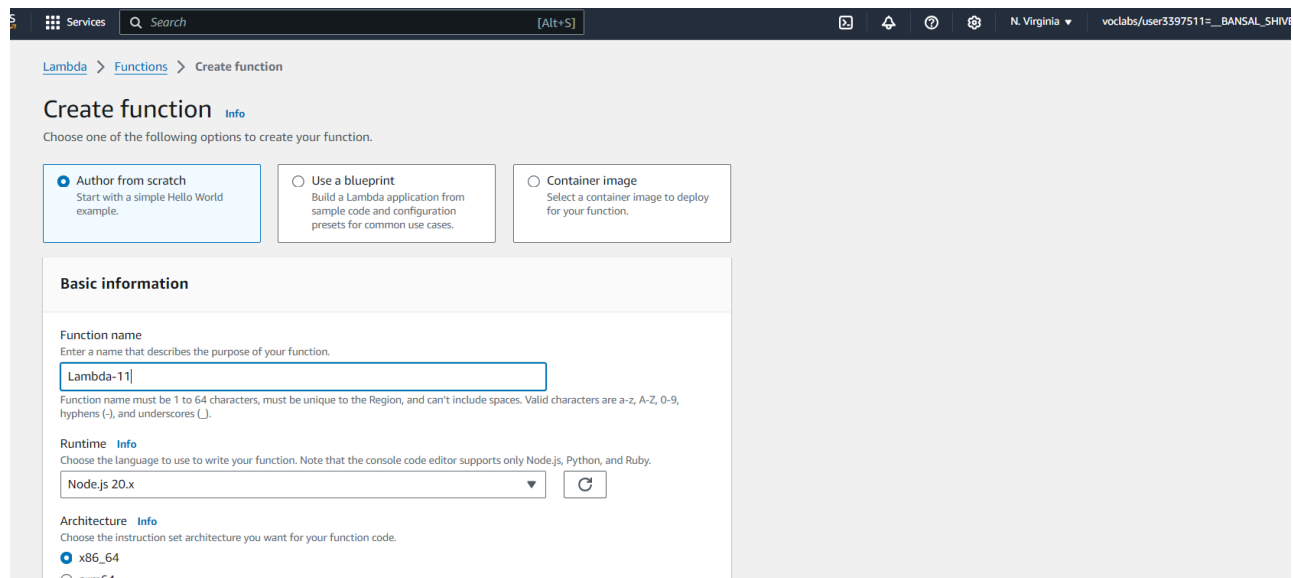 Services
Search [Alt+S]
N. Virginia
voclabs/user3397511=__BANSAL_SHIVE
Lambda > Functions > Create function
Create function Info
Choose one of the following options to create your function.
Author from scratch
Start with a simple Hello World
example.
Use a blueprint
Build a Lambda application from
sample code and configuration
presets for common use cases.
Container image
Select a container image to deploy
for your function.
Basic information
Function name
Enter a name that describes the purpose of your function.
Lambda-11
Function name must be 1 to 64 characters, must be unique to the Region, and can't include spaces. Valid characters are a-z, A-Z, 0-9,
hyphens (-), and underscores (_).
Runtime Info
Choose the language to use to write your function. Note that the console code editor supports only Node.js, Python, and Ruby.
Node.js 20.x
Architecture Info
Choose the instruction set architecture you want for your function code.
x86_64